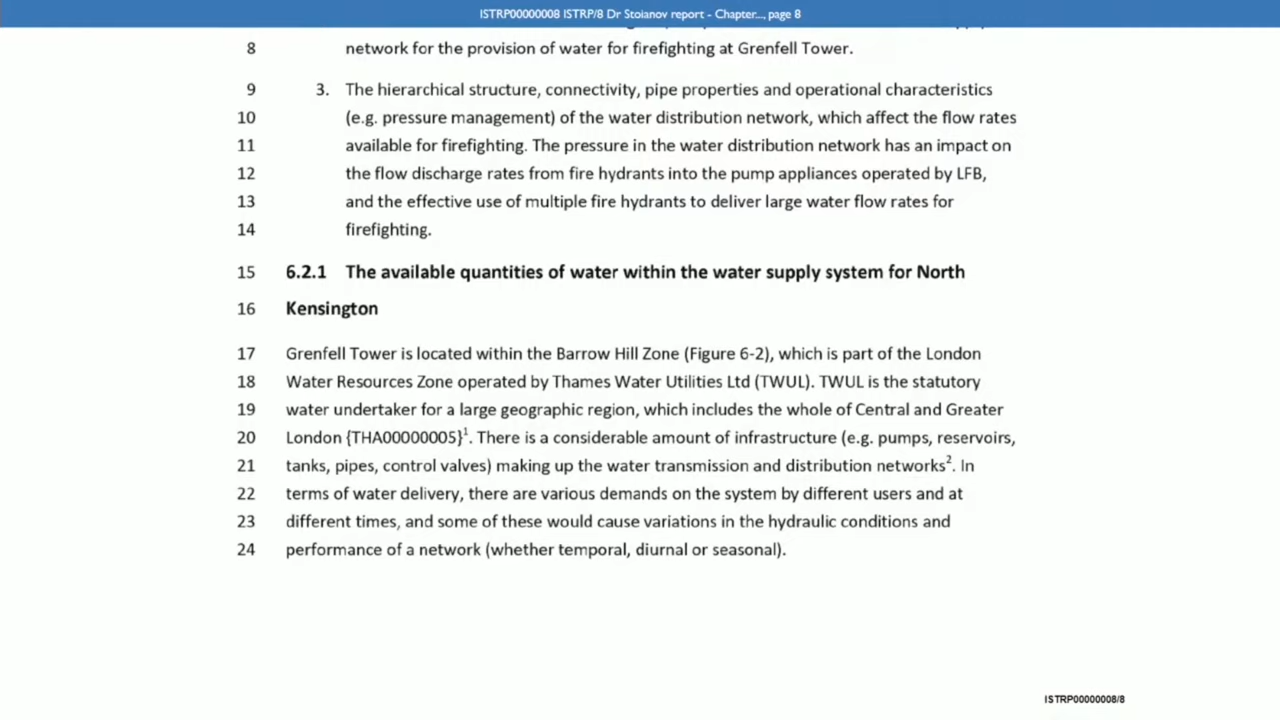 ISTRP00000008 ISTRP/8 Dr Stoianov report - Chapter..., page 8
8 network for the provision of water for firefighting at Grenfell Tower.
9 3. The hierarchical structure, connectivity, pipe properties and operational characteristics
10 (e.g. pressure management) of the water distribution network, which affect the flow rates
11 available for firefighting. The pressure in the water distribution network has an impact on
12 the flow discharge rates from fire hydrants into the pump appliances operated by LFB,
13 and the effective use of multiple fire hydrants to deliver large water flow rates for
14 firefighting.
15 6.2.1 The available quantities of water within the water supply system for North
16 Kensington
17 Grenfell Tower is located within the Barrow Hill Zone (Figure 6-2), which is part of the London
18 Water Resources Zone operated by Thames Water Utilities Ltd (TWUL). TWUL is the statutory
19 water undertaker for a large geographic region, which includes the whole of Central and Greater
20 London {THA00000005}¹. There is a considerable amount of infrastructure (e.g. pumps, reservoirs,
21 tanks, pipes, control valves) making up the water transmission and distribution networks². In
22 terms of water delivery, there are various demands on the system by different users and at
23 different times, and some of these would cause variations in the hydraulic conditions and
24 performance of a network (whether temporal, diurnal or seasonal).
ISTRP00000008/8